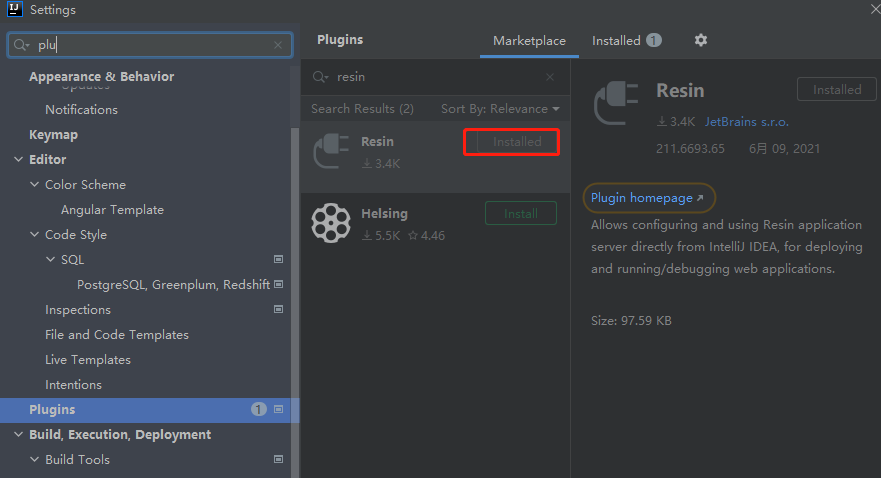 IJ Settings
plu
Appearance & Behavior
Updates
Notifications
Keymap
Editor
Color Scheme
Angular Template
Code Style
SQL
PostgreSQL, Greenplum, Redshift
Inspections
File and Code Templates
Live Templates
Intentions
Plugins 1
Build, Execution, Deployment
Build Tools
Plugins
Marketplace
Installed 1
resin
Search Results (2) Sort By: Relevance
Resin
Installed
3.4K
Helsing
Install
5.5K 4.46
Resin
Installed
3.4K JetBrains s.r.o.
211.6693.65 6月 09, 2021
Plugin homepage ↗
Allows configuring and using Resin application
server directly from IntelliJ IDEA, for deploying
and running/debugging web applications.
Size: 97.59 KB